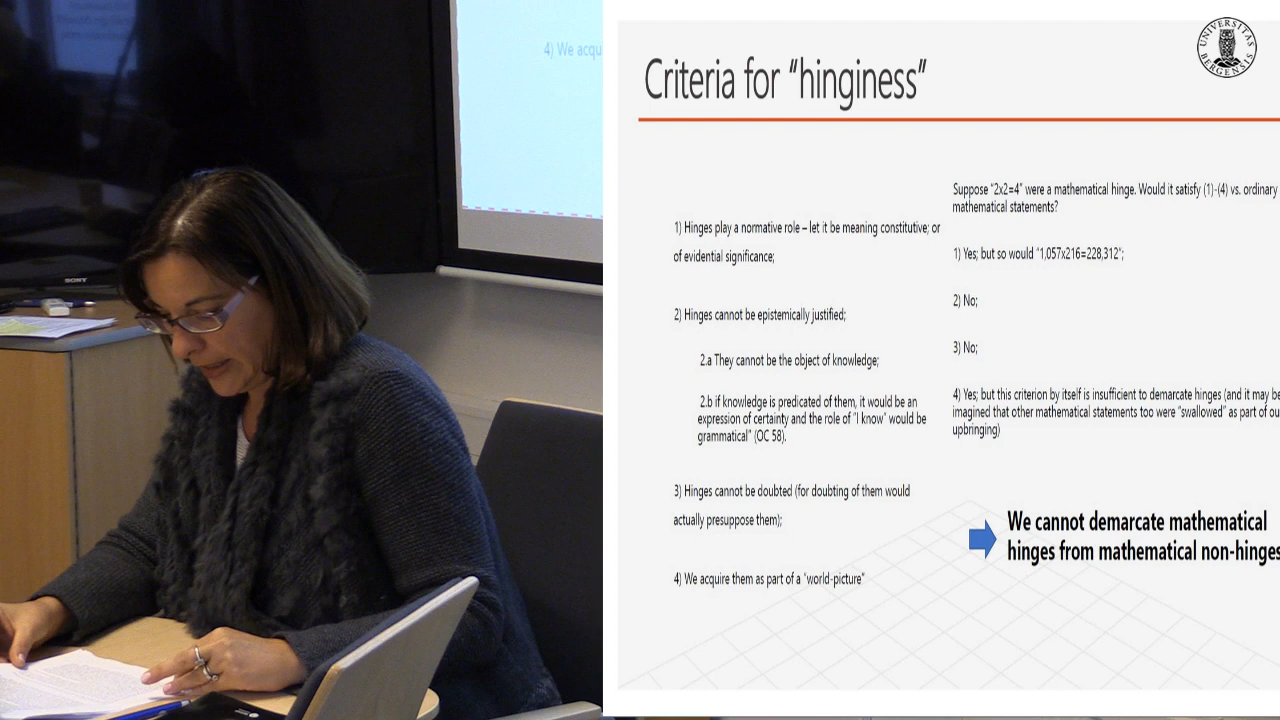 4) We acqu
SONY
UNIVERSITAS BERGENSIS
Criteria for “hinginess”
1) Hinges play a normative role – let it be meaning constitutive; or
of evidential significance;
2) Hinges cannot be epistemically justified;
2.a They cannot be the object of knowledge;
2.b if knowledge is predicated of them, it would be an
expression of certainty and the role of “I know’ would be
grammatical” (OC 58).
3) Hinges cannot be doubted (for doubting of them would
actually presuppose them);
4) We acquire them as part of a “world-picture”
Suppose “2x2=4” were a mathematical hinge. Would it satisfy (1)-(4) vs. ordinary
mathematical statements?
1) Yes; but so would “1,057x216=228,312”;
2) No;
3) No;
4) Yes; but this criterion by itself is insufficient to demarcate hinges (and it may be
imagined that other mathematical statements too were “swallowed” as part of ou
upbringing)
We cannot demarcate mathematical
hinges from mathematical non-hinges